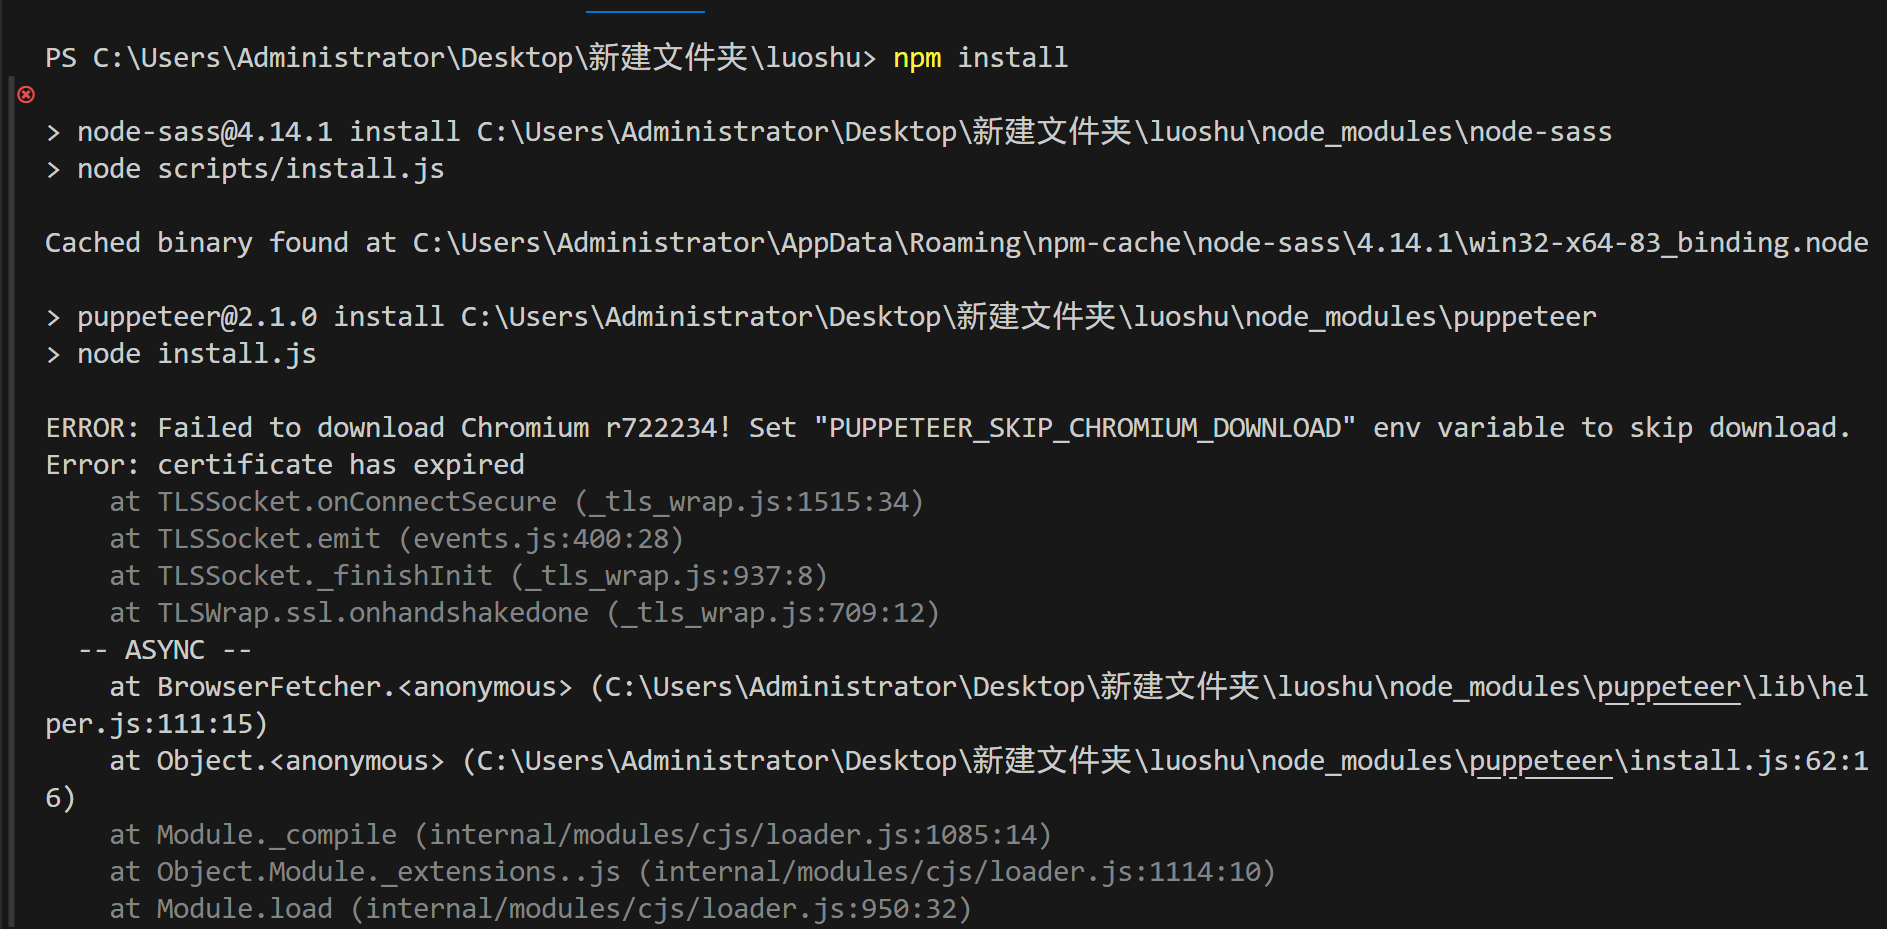 PS C:\Users\Administrator\Desktop\新建文件夹\luoshu> npm install
> node-sass@4.14.1 install C:\Users\Administrator\Desktop\新建文件夹\luoshu\node_modules\node-sass
> node scripts/install.js
Cached binary found at C:\Users\Administrator\AppData\Roaming\npm-cache\node-sass\4.14.1\win32-x64-83_binding.node
> puppeteer@2.1.0 install C:\Users\Administrator\Desktop\新建文件夹\luoshu\node_modules\puppeteer
> node install.js
ERROR: Failed to download Chromium r722234! Set "PUPPETEER_SKIP_CHROMIUM_DOWNLOAD" env variable to skip download.
Error: certificate has expired
    at TLSSocket.onConnectSecure (_tls_wrap.js:1515:34)
    at TLSSocket.emit (events.js:400:28)
    at TLSSocket._finishInit (_tls_wrap.js:937:8)
    at TLSWrap.ssl.onhandshakedone (_tls_wrap.js:709:12)
  -- ASYNC --
    at BrowserFetcher.<anonymous> (C:\Users\Administrator\Desktop\新建文件夹\luoshu\node_modules\puppeteer\lib\hel
per.js:111:15)
    at Object.<anonymous> (C:\Users\Administrator\Desktop\新建文件夹\luoshu\node_modules\puppeteer\install.js:62:1
6)
    at Module._compile (internal/modules/cjs/loader.js:1085:14)
    at Object.Module._extensions..js (internal/modules/cjs/loader.js:1114:10)
    at Module.load (internal/modules/cjs/loader.js:950:32)